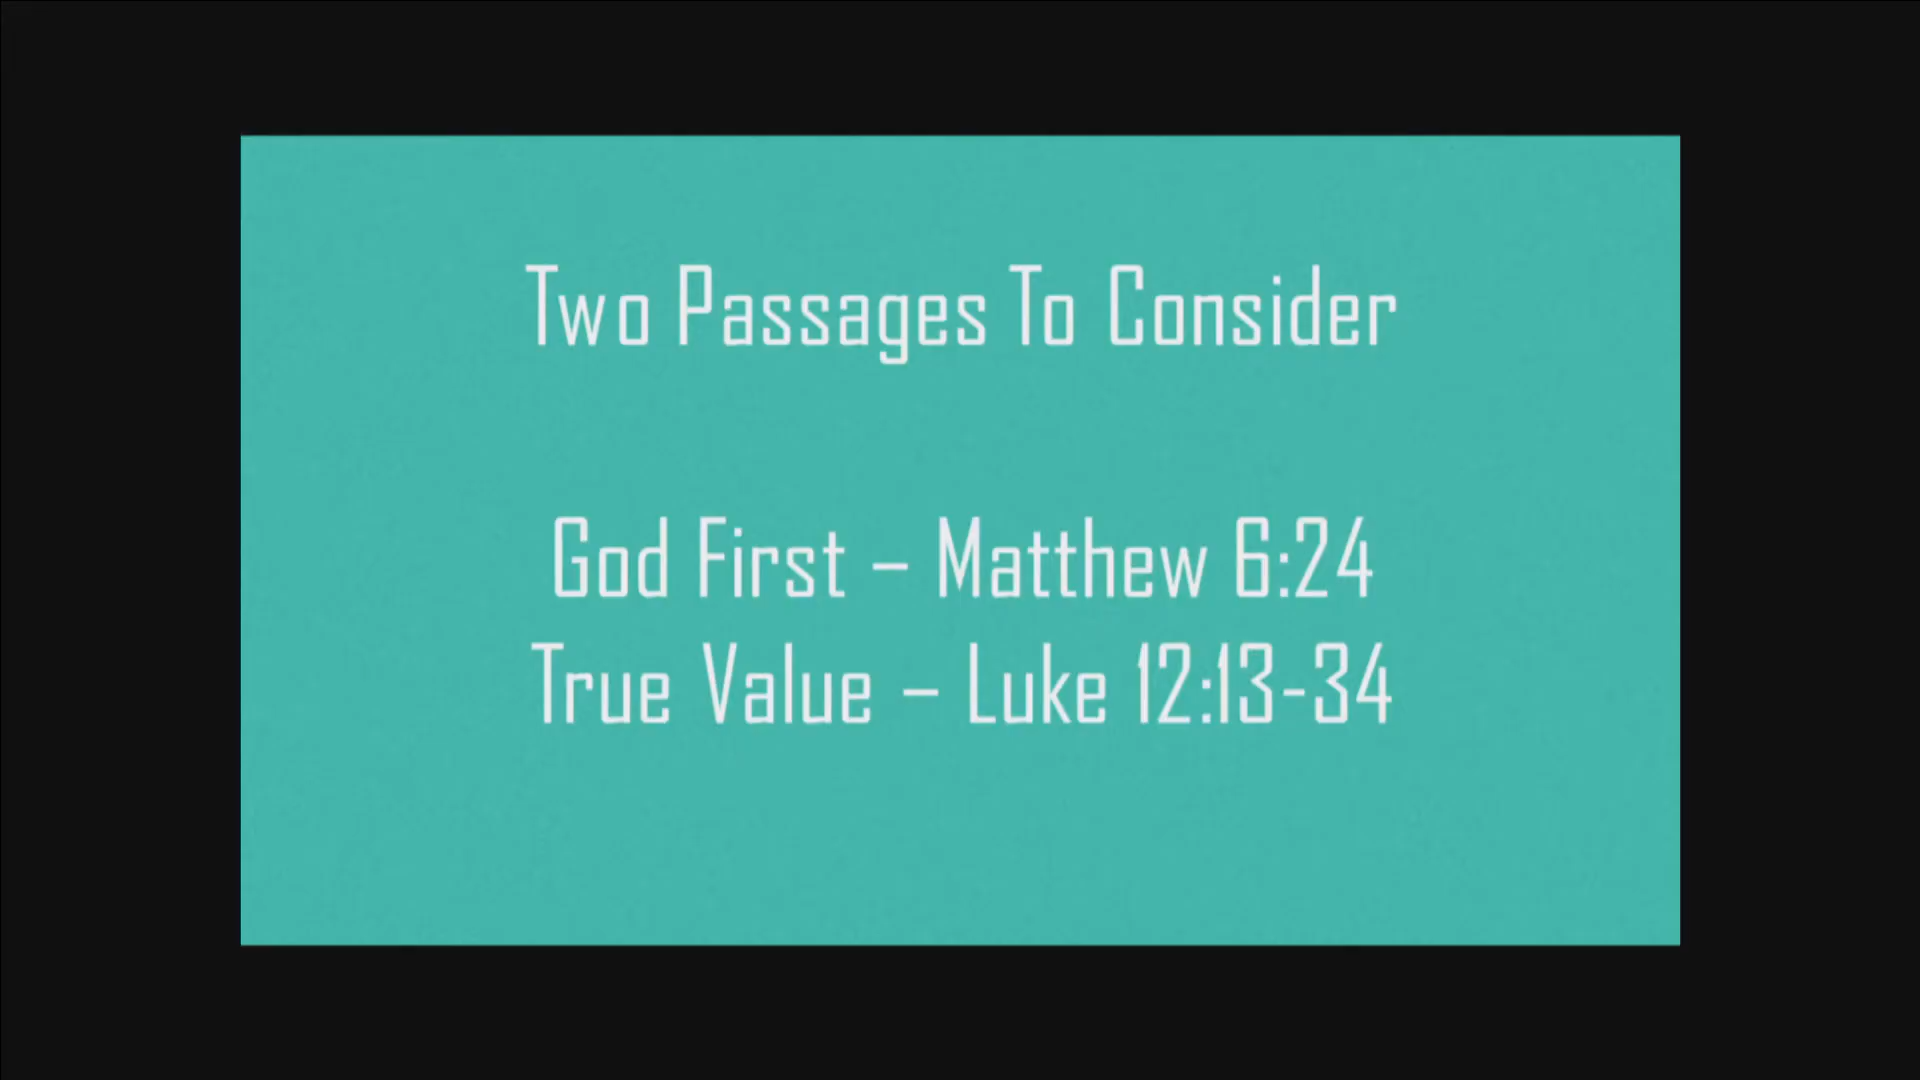 Two Passages To Consider
God First – Matthew 6:24
True Value – Luke 12:13-34